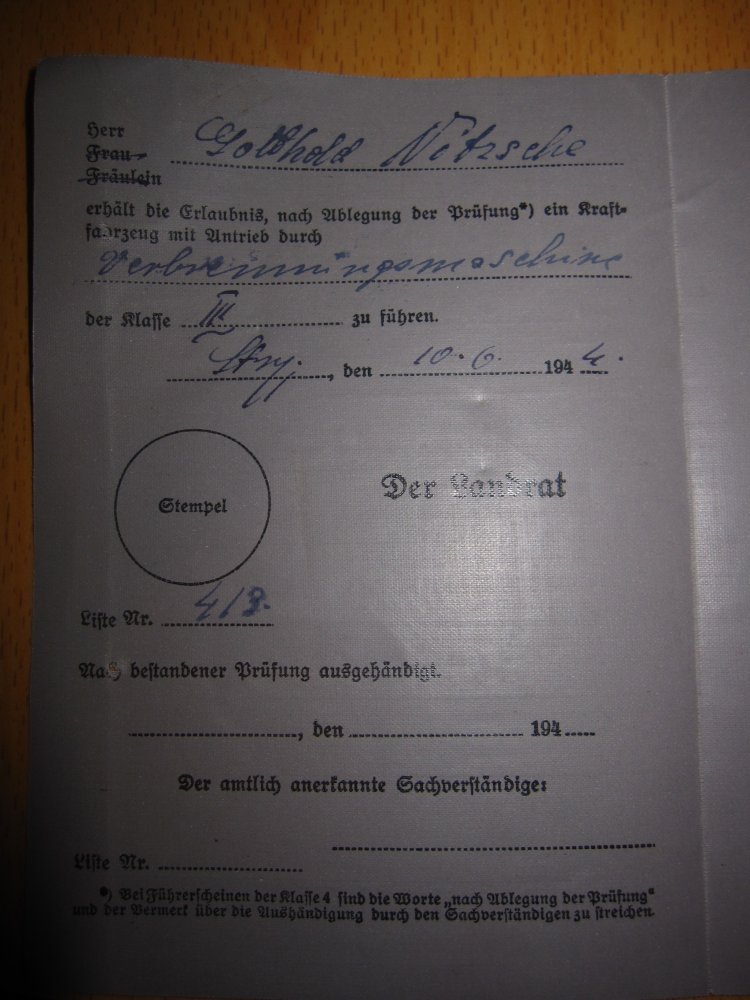 Herr
Frau
Fräulein
Gotthold Nitzsche
erhält die Erlaubnis, nach Ablegung der Prüfung*) ein Kraft-
fahrzeug mit Antrieb durch
Verbrennungsmaschine
der Klasse III zu führen.
Stryj, den 10.6. 1944.
Stempel
Der Landrat
Liste Nr. 413.
Nach bestandener Prüfung ausgehändigt.
, den 194
Der amtlich anerkannte Sachverständige:
Liste Nr.
*) Bei Führerscheinen der Klasse 4 sind die Worte „nach Ablegung der Prüfung“
und der Vermerk über die Aushändigung durch den Sachverständigen zu streichen.